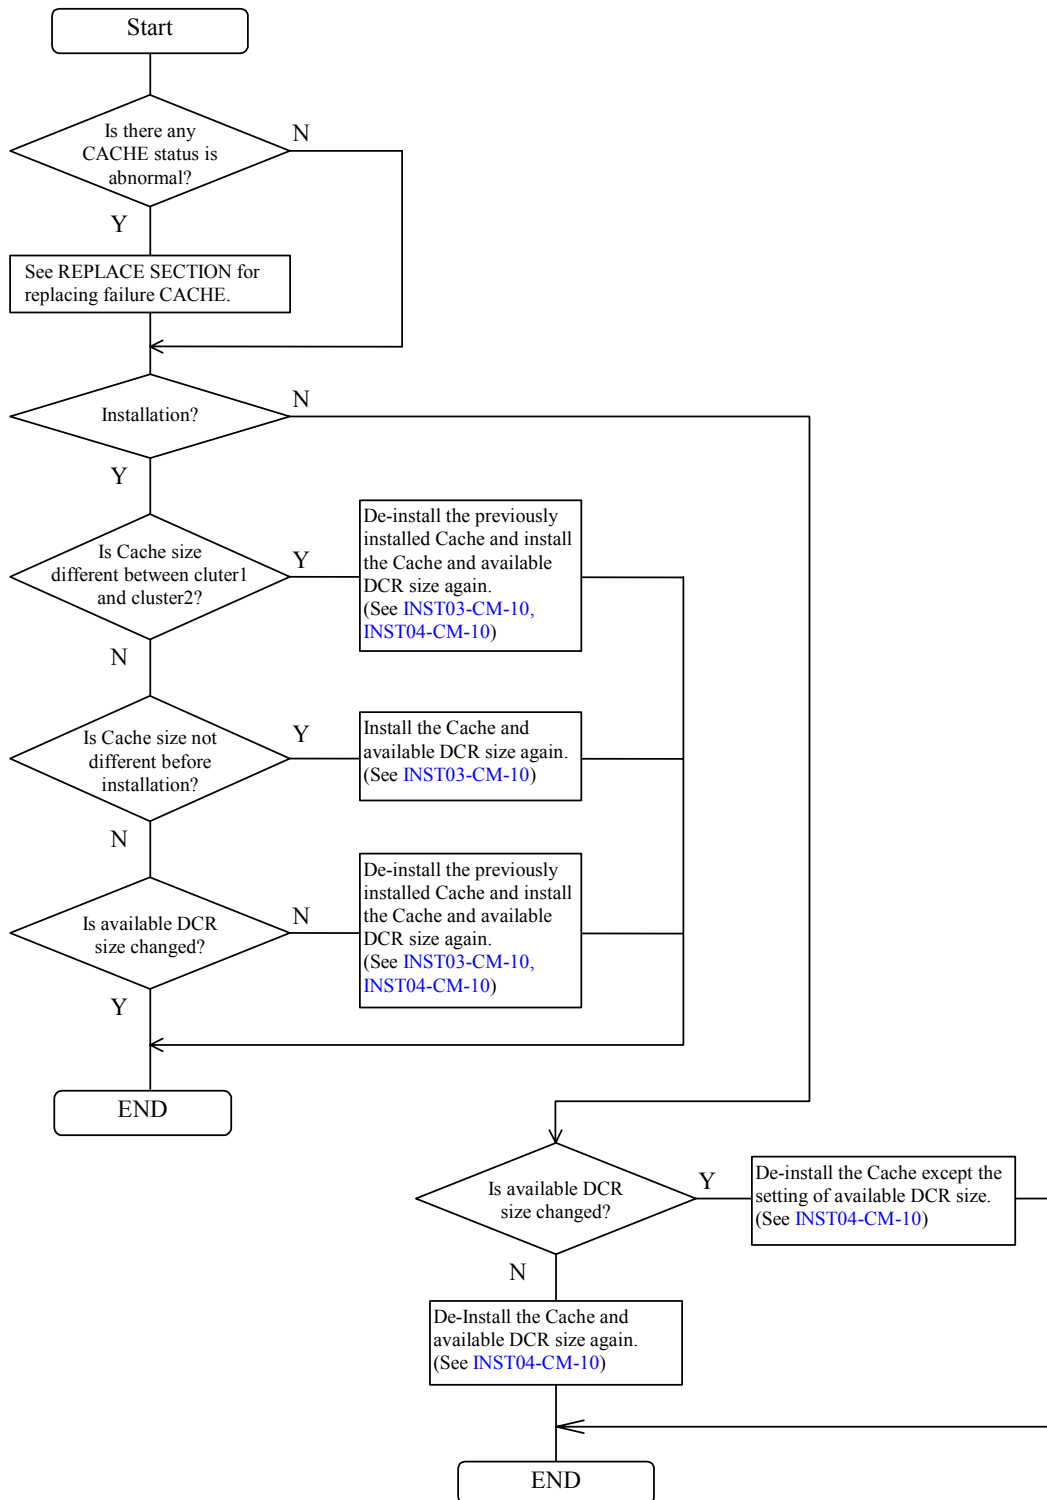 Start
Is there any
CACHE status is
abnormal?
N
Y
See REPLACE SECTION for
replacing failure CACHE.
Installation?
N
Y
Is Cache size
different between cluter1
and cluster2?
Y
De-install the previously
installed Cache and install
the Cache and available
DCR size again.
(See INST03-CM-10,
INST04-CM-10)
N
Is Cache size not
different before
installation?
Y
Install the Cache and
available DCR size again.
(See INST03-CM-10)
N
Is available DCR
size changed?
N
De-install the previously
installed Cache and install
the Cache and available
DCR size again.
(See INST03-CM-10,
INST04-CM-10)
Y
END
Is available DCR
size changed?
Y
De-install the Cache except the
setting of available DCR size.
(See INST04-CM-10)
N
De-Install the Cache and
available DCR size again.
(See INST04-CM-10)
END